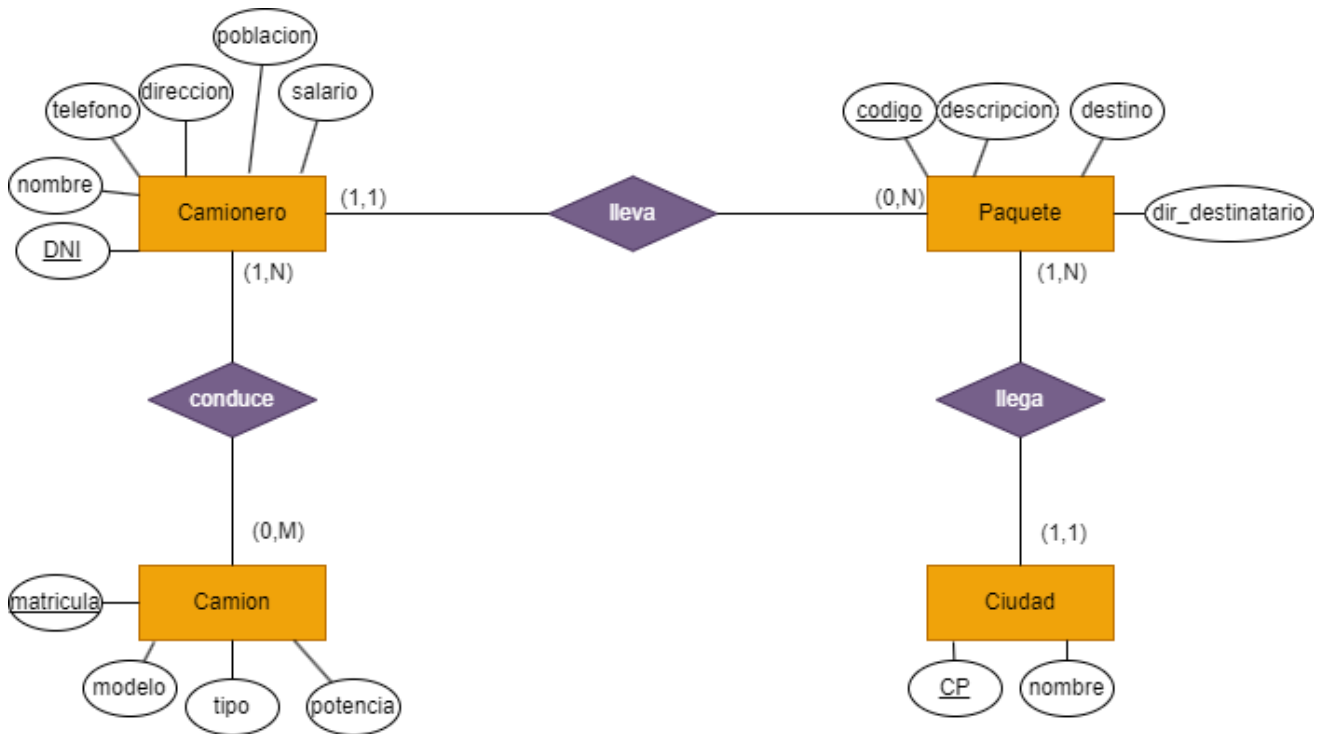 poblacion
direccion
salario
telefono
codigo
descripcion
destino
nombre
Camionero
(1,1)
lleva
(0,N)
Paquete
dir_destinatario
DNI
(1,N)
(1,N)
conduce
llega
(0,M)
(1,1)
matricula
Camion
Ciudad
modelo
tipo
potencia
CP
nombre